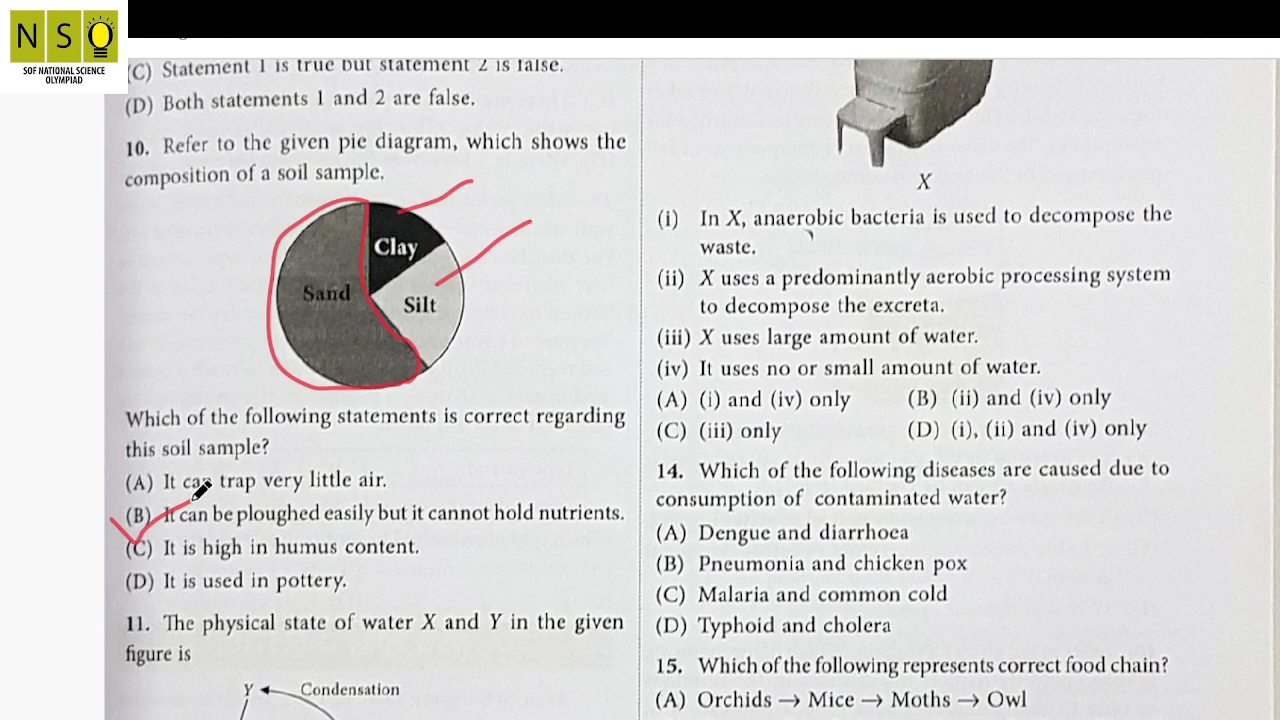 NSO
SOF NATIONAL SCIENCE
OLYMPIAD
(C) Statement 1 is true but statement 2 is false.
(D) Both statements 1 and 2 are false.
10. Refer to the given pie diagram, which shows the
composition of a soil sample.
Clay
Sand
Silt
Which of the following statements is correct regarding
this soil sample?
(A) It can trap very little air.
(B) It can be ploughed easily but it cannot hold nutrients.
(C) It is high in humus content.
(D) It is used in pottery.
11. The physical state of water X and Y in the given
figure is
Y
Condensation
X
(i) In X, anaerobic bacteria is used to decompose the
waste.
(ii) X uses a predominantly aerobic processing system
to decompose the excreta.
(iii) X uses large amount of water.
(iv) It uses no or small amount of water.
(A) (i) and (iv) only (B) (ii) and (iv) only
(C) (iii) only (D) (i), (ii) and (iv) only
14. Which of the following diseases are caused due to
consumption of contaminated water?
(A) Dengue and diarrhoea
(B) Pneumonia and chicken pox
(C) Malaria and common cold
(D) Typhoid and cholera
15. Which of the following represents correct food chain?
(A) Orchids → Mice → Moths → Owl